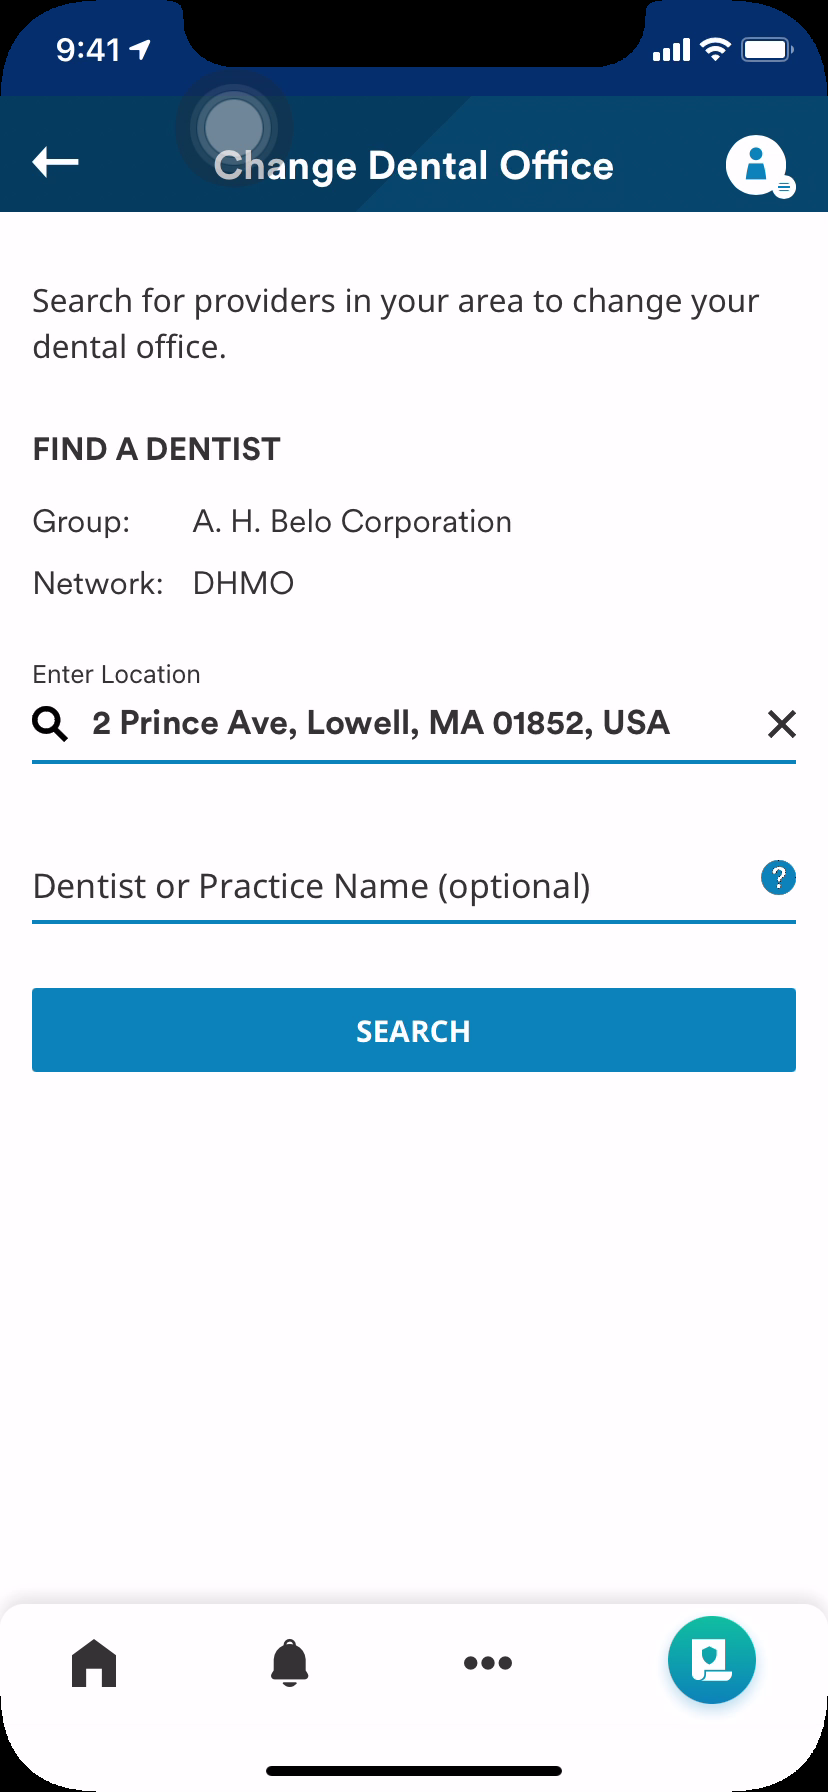 9:41
Change Dental Office
Search for providers in your area to change your
dental office.
FIND A DENTIST
Group: A. H. Belo Corporation
Network: DHMO
Enter Location
2 Prince Ave, Lowell, MA 01852, USA
Dentist or Practice Name (optional)
?
SEARCH